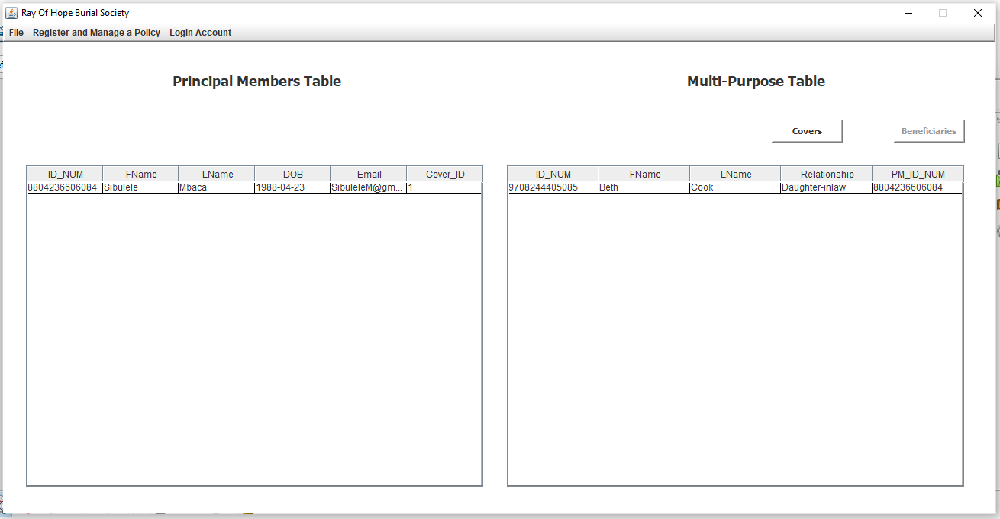 Ray Of Hope Burial Society
File Register and Manage a Policy Login Account
Principal Members Table Multi-Purpose Table
Covers Beneficiaries
ID_NUM FName LName DOB Email Cover_ID
8804236606084 Sibulele Mbaca 1988-04-23 SibuleleM@gm... 1
ID_NUM FName LName Relationship PM_ID_NUM
9708244405085 Beth Cook Daughter-inlaw 8804236606084